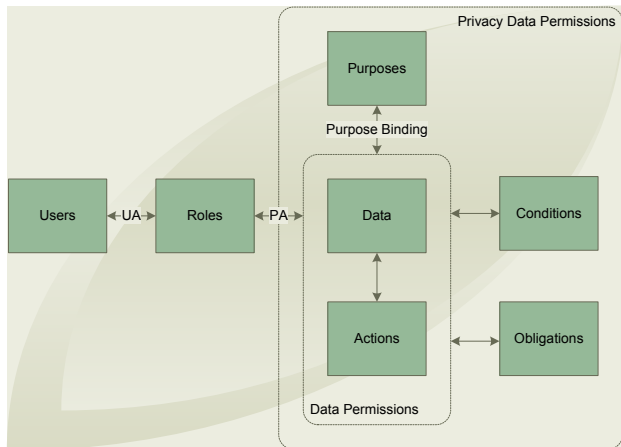 Privacy Data Permissions
Purposes
Purpose Binding
Users
UA
Roles
PA
Data
Conditions
Actions
Obligations
Data Permissions